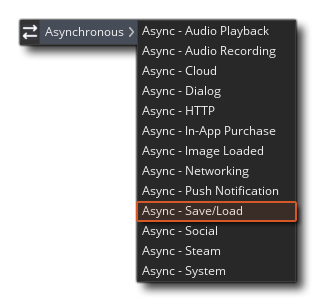 Asynchronous
Async - Audio Playback
Async - Audio Recording
Async - Cloud
Async - Dialog
Async - HTTP
Async - In-App Purchase
Async - Image Loaded
Async - Networking
Async - Push Notification
Async - Save/Load
Async - Social
Async - Steam
Async - System